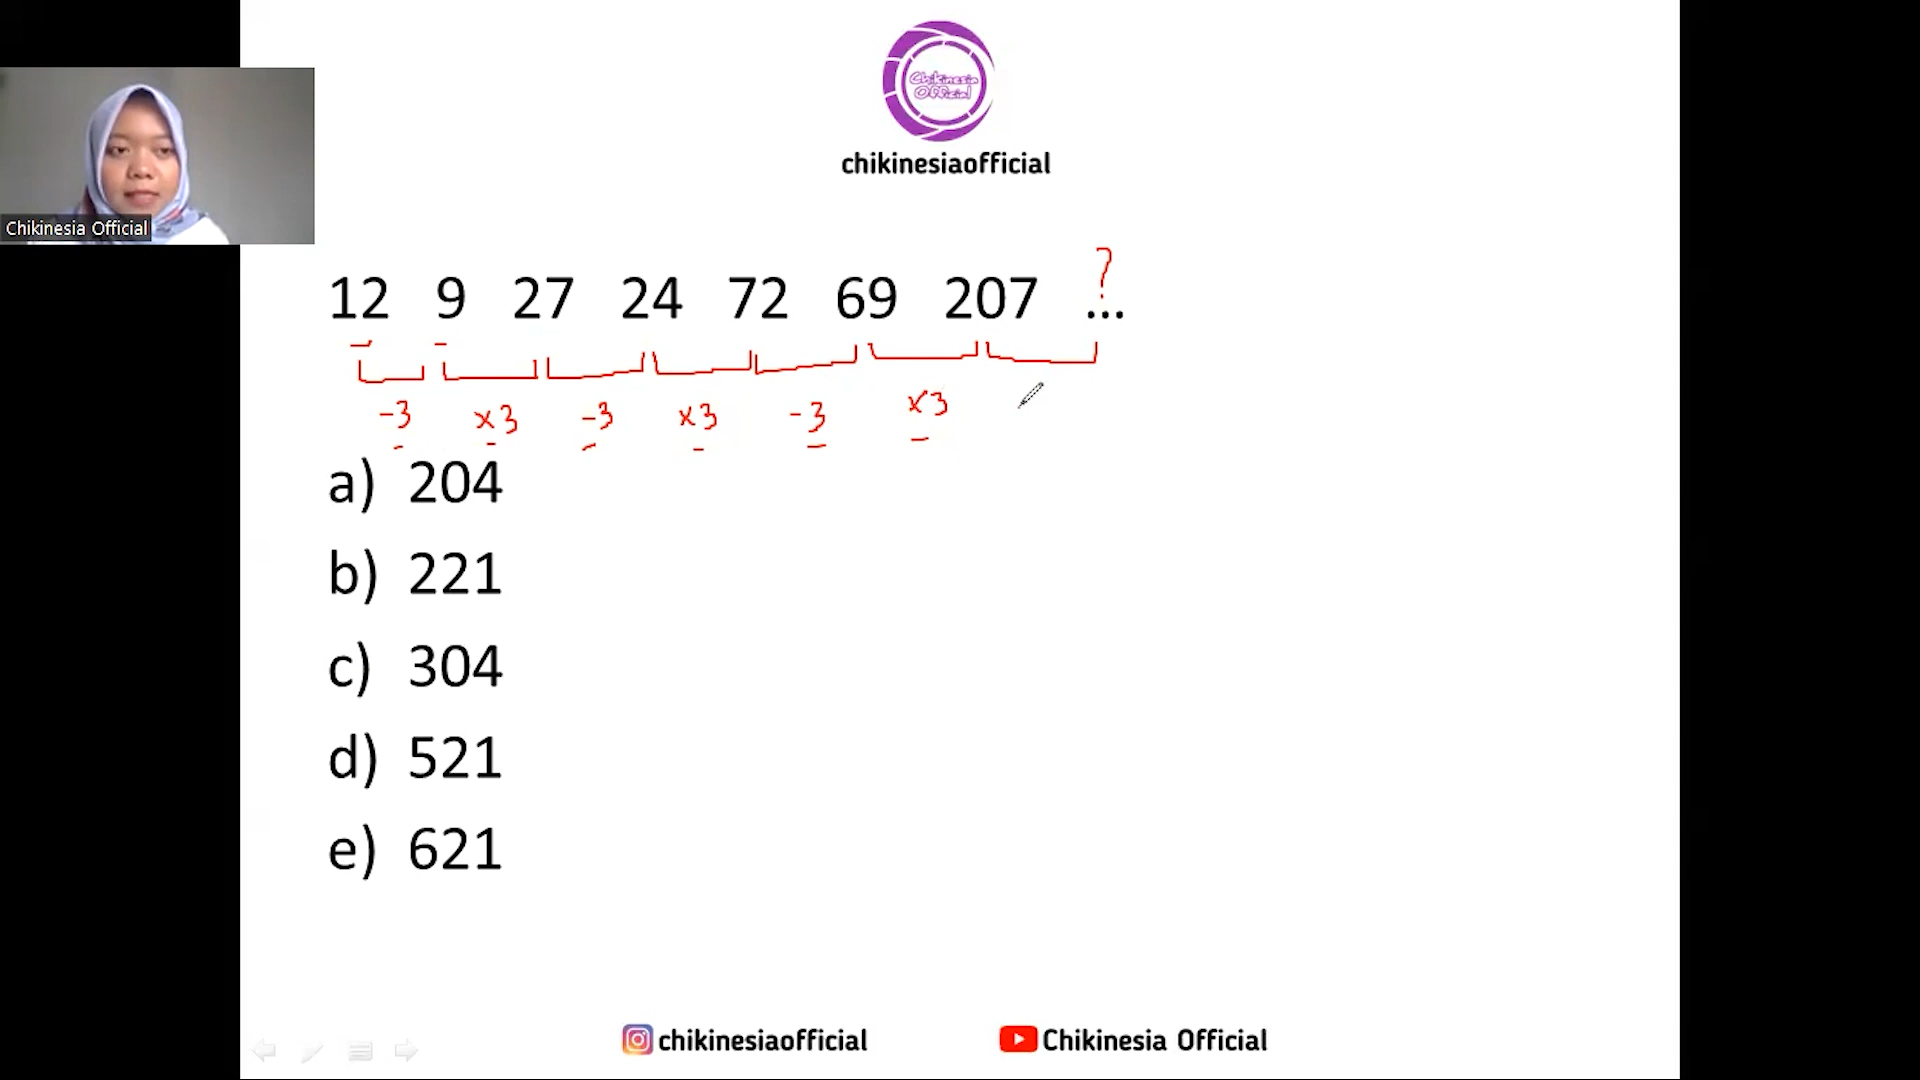 Chikinesia Official
Chikinesia
Official
chikinesiaofficial
?
12 9 27 24 72 69 207 ...
-3 x3 -3 x3 -3 x3
a) 204
b) 221
c) 304
d) 521
e) 621
chikinesiaofficial
Chikinesia Official